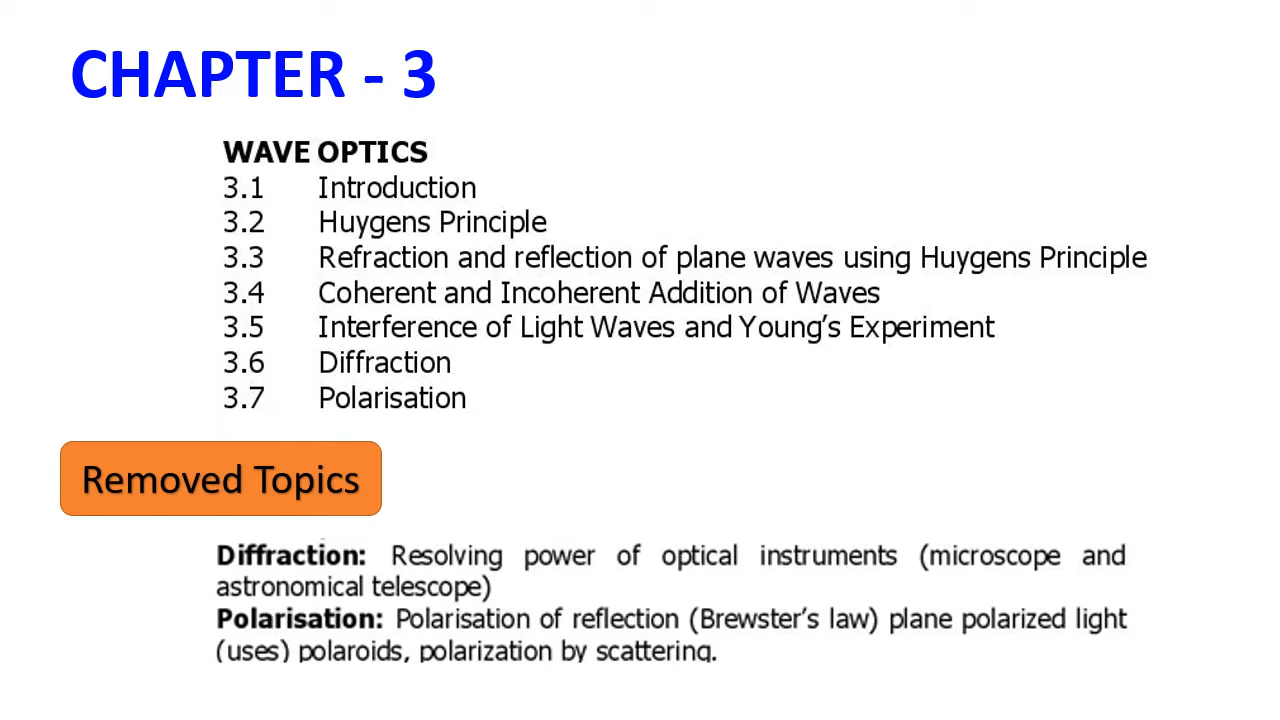 CHAPTER - 3
WAVE OPTICS
3.1 Introduction
3.2 Huygens Principle
3.3 Refraction and reflection of plane waves using Huygens Principle
3.4 Coherent and Incoherent Addition of Waves
3.5 Interference of Light Waves and Young’s Experiment
3.6 Diffraction
3.7 Polarisation
Removed Topics
Diffraction: Resolving power of optical instruments (microscope and
astronomical telescope)
Polarisation: Polarisation of reflection (Brewster’s law) plane polarized light
(uses) polaroids, polarization by scattering.